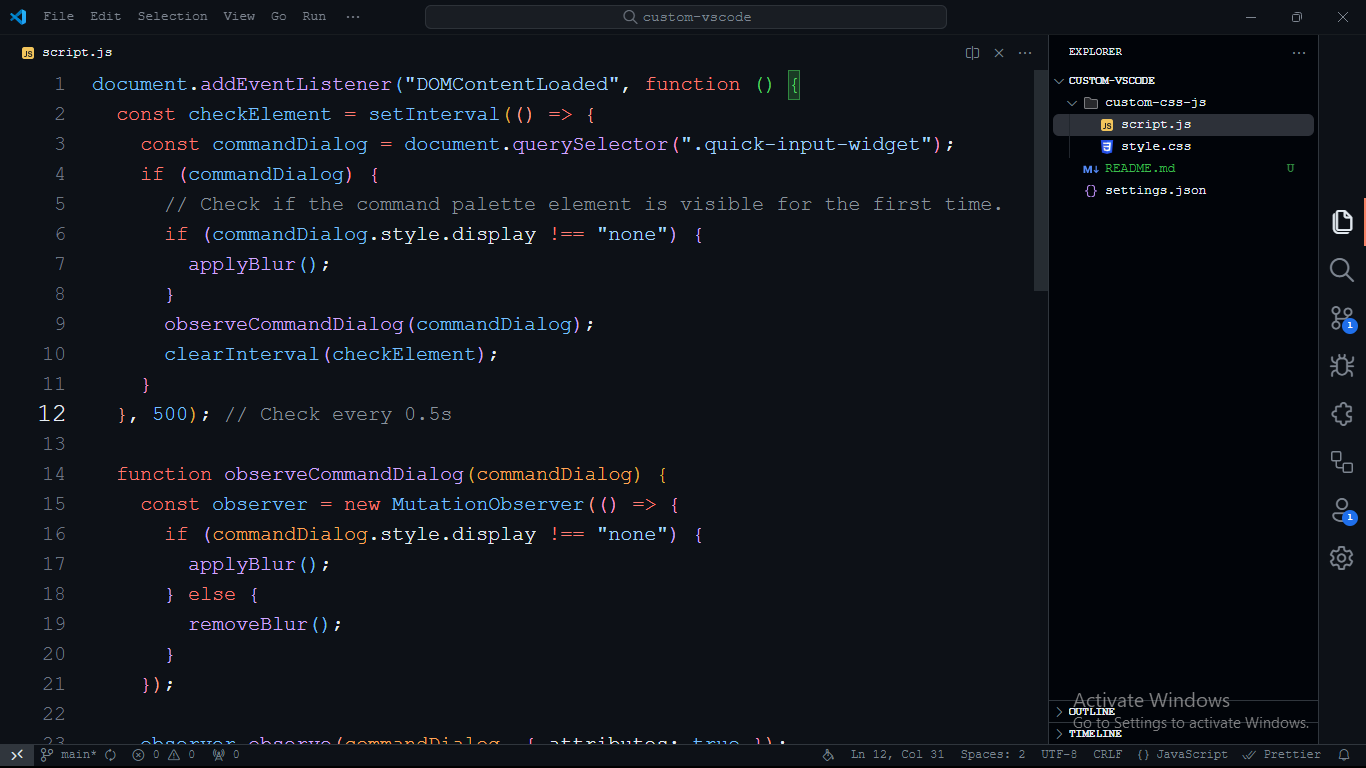 File Edit Selection View Go Run ···
custom-vscode
JS script.js
1 document.addEventListener("DOMContentLoaded", function () {
2   const checkElement = setInterval(() => {
3     const commandDialog = document.querySelector(".quick-input-widget");
4     if (commandDialog) {
5       // Check if the command palette element is visible for the first time.
6       if (commandDialog.style.display !== "none") {
7         applyBlur();
8       }
9       observeCommandDialog(commandDialog);
10       clearInterval(checkElement);
11     }
12   }, 500); // Check every 0.5s
13
14   function observeCommandDialog(commandDialog) {
15     const observer = new MutationObserver(() => {
16       if (commandDialog.style.display !== "none") {
17         applyBlur();
18       } else {
19         removeBlur();
20       }
21     });
22
23     observer.observe(commandDialog, { attributes: true });
EXPLORER ···
CUSTOM-VSCODE
custom-css-js
JS script.js
style.css
M↓ README.md U
{} settings.json
1
1
OUTLINE
TIMELINE
Activate Windows
Go to Settings to activate Windows.
main* 0 0 0 Ln 12, Col 31 Spaces: 2 UTF-8 CRLF {} JavaScript Prettier